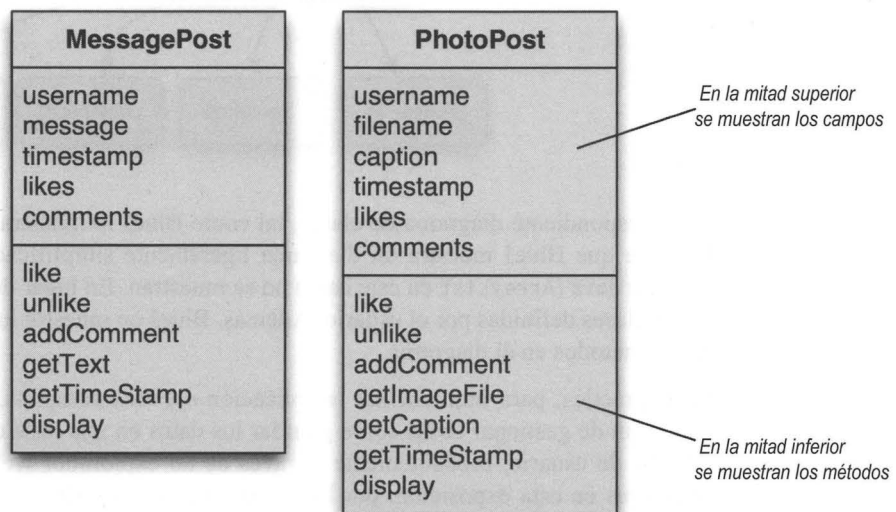 MessagePost
username
message
timestamp
likes
comments
like
unlike
addComment
getText
getTimeStamp
display
PhotoPost
username
filename
caption
timestamp
likes
comments
like
unlike
addComment
getImageFile
getCaption
getTimeStamp
display
En la mitad superior
se muestran los campos
En la mitad inferior
se muestran los métodos